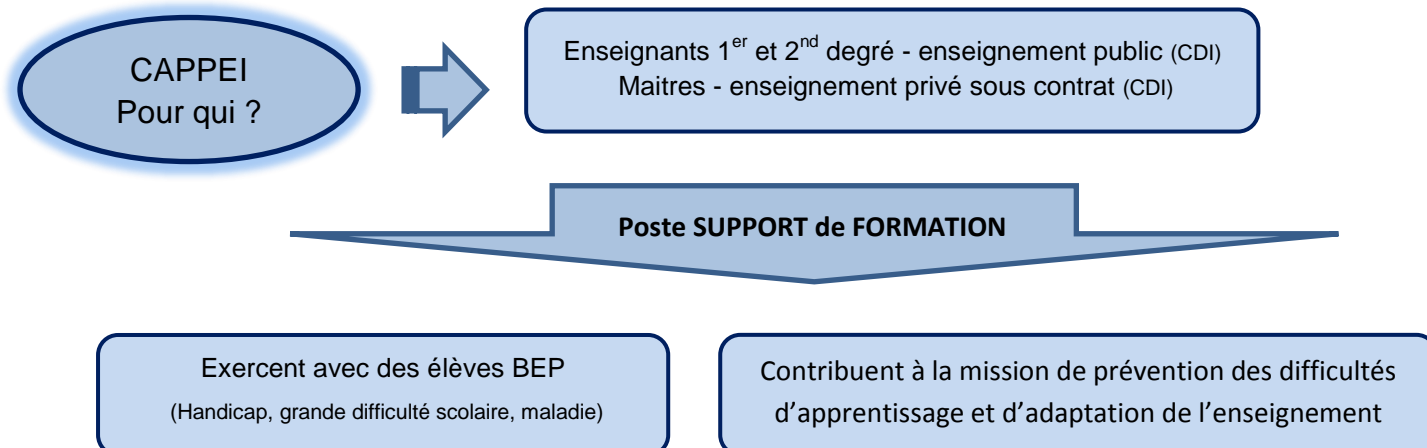 CAPPEI
Pour qui ?
Enseignants 1er et 2nd degré - enseignement public (CDI)
Maitres - enseignement privé sous contrat (CDI)
Poste SUPPORT de FORMATION
Exercent avec des élèves BEP
(Handicap, grande difficulté scolaire, maladie)
Contribuent à la mission de prévention des difficultés
d’apprentissage et d’adaptation de l’enseignement